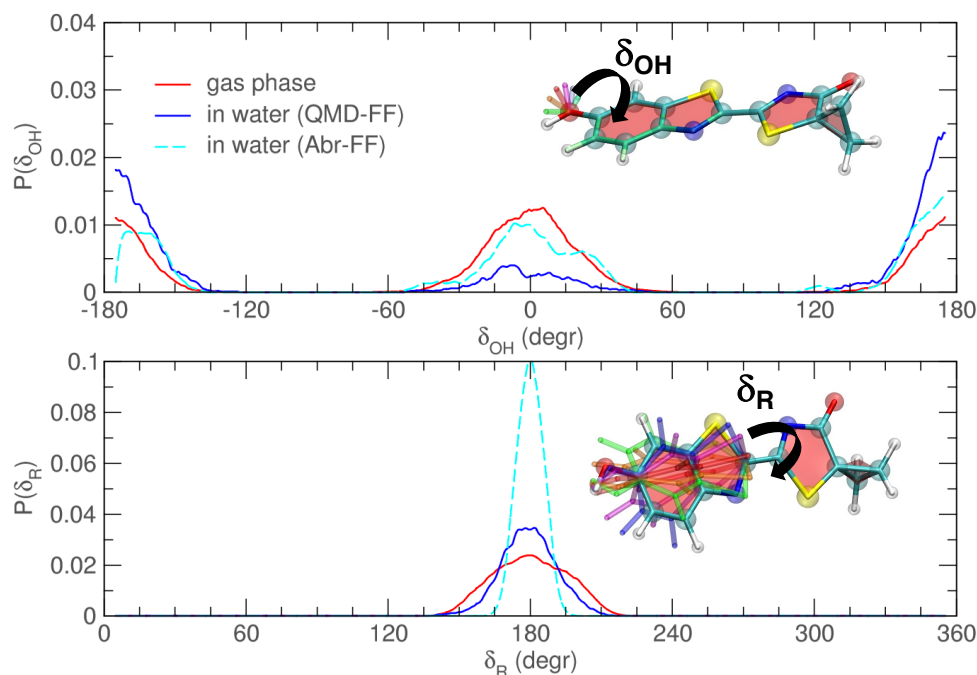 0.04
0.03
0.02
0.01
0
P(δOH)
gas phase
in water (QMD-FF)
in water (Abr-FF)
δOH
-180 -120 -60 0 60 120 180
δOH (degr)
0.1
0.08
0.06
0.04
0.02
0
P(δR)
δR
0 60 120 180 240 300 360
δR (degr)